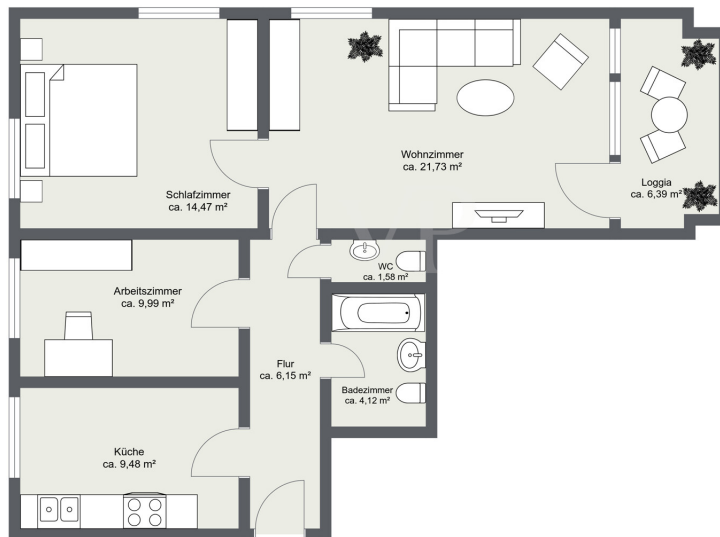 Wohnzimmer
ca. 21,73 m²
Schlafzimmer
ca. 14,47 m²
Loggia
ca. 6,39 m²
VP
WC
ca. 1,58 m²
Arbeitszimmer
ca. 9,99 m²
Flur
ca. 6,15 m²
Badezimmer
ca. 4,12 m²
Küche
ca. 9,48 m²